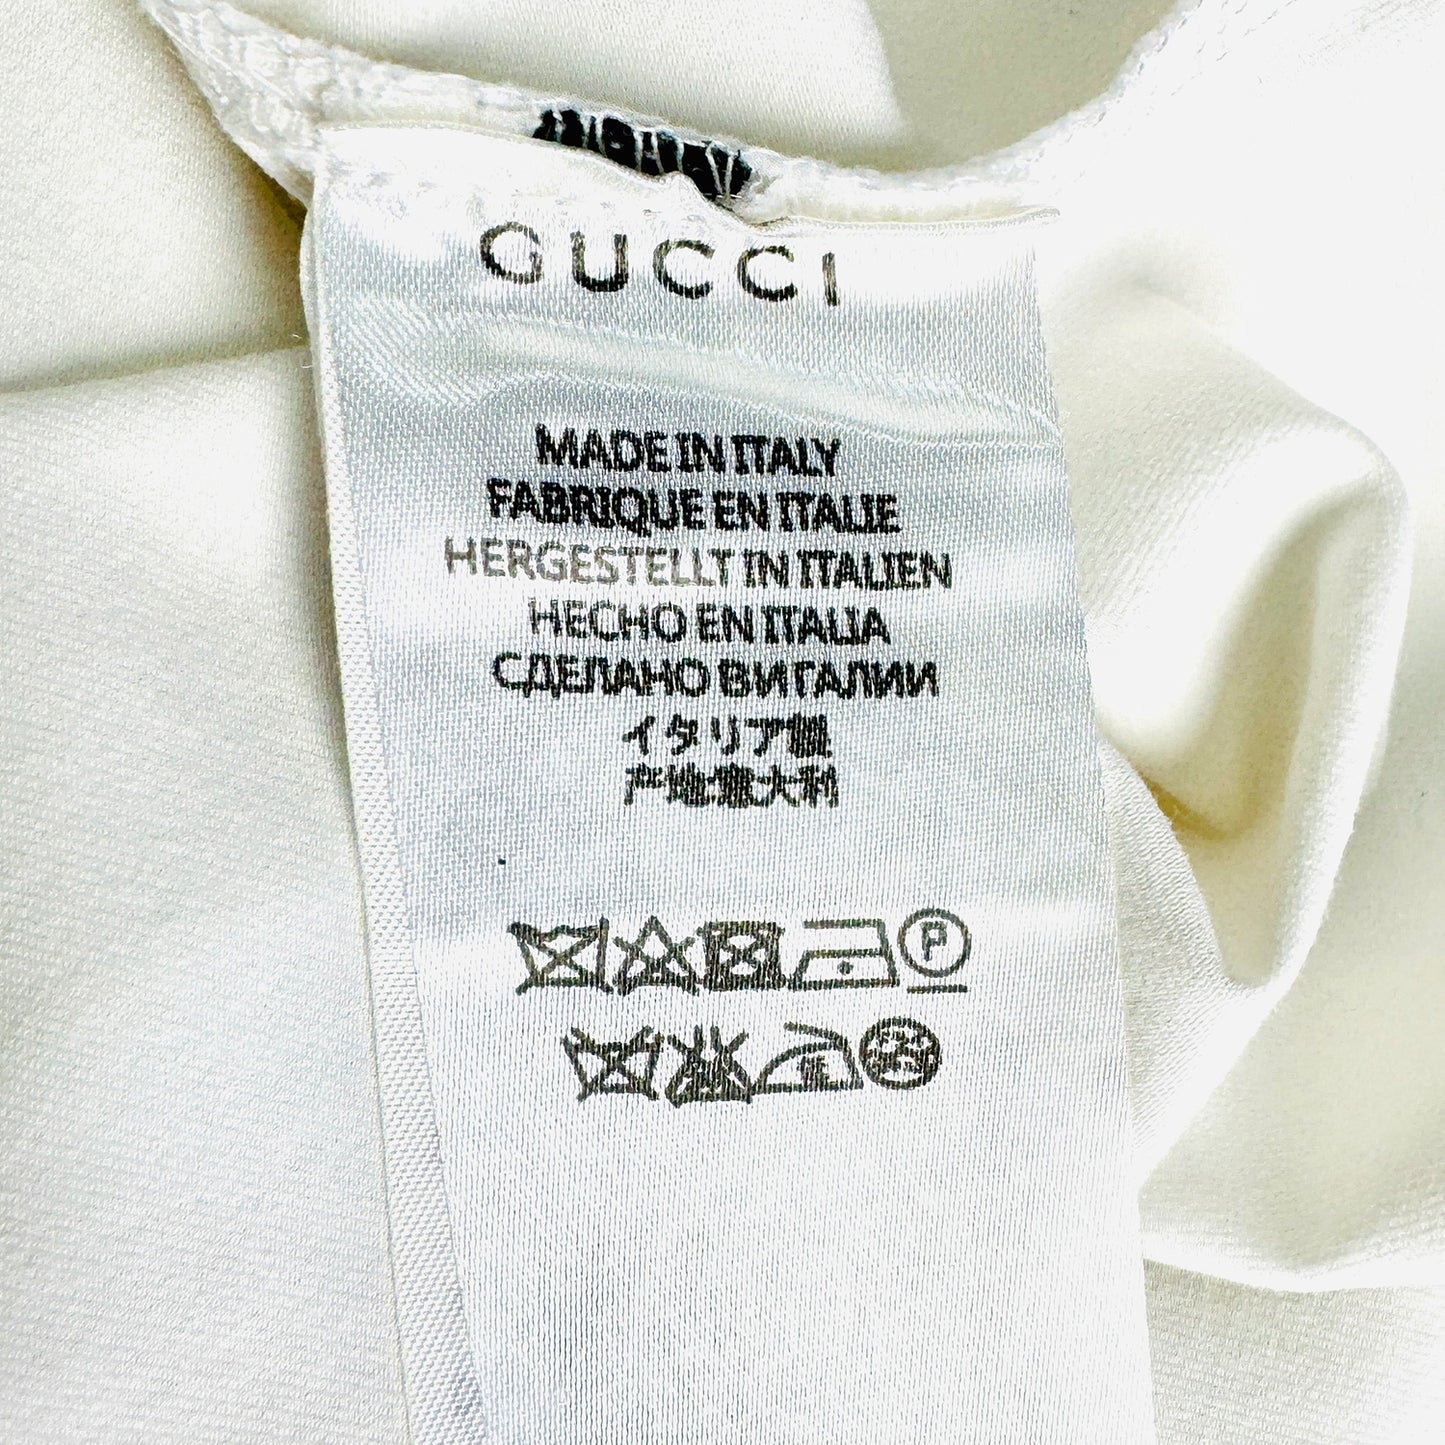 GUCCI
MADE IN ITALY
FABRIQUE EN ITALIE
HERGESTELLT IN ITALIEN
HECHO EN ITALIA
СДЕЛАНО В ИТАЛИИ
イタリア製
产地意大利
P